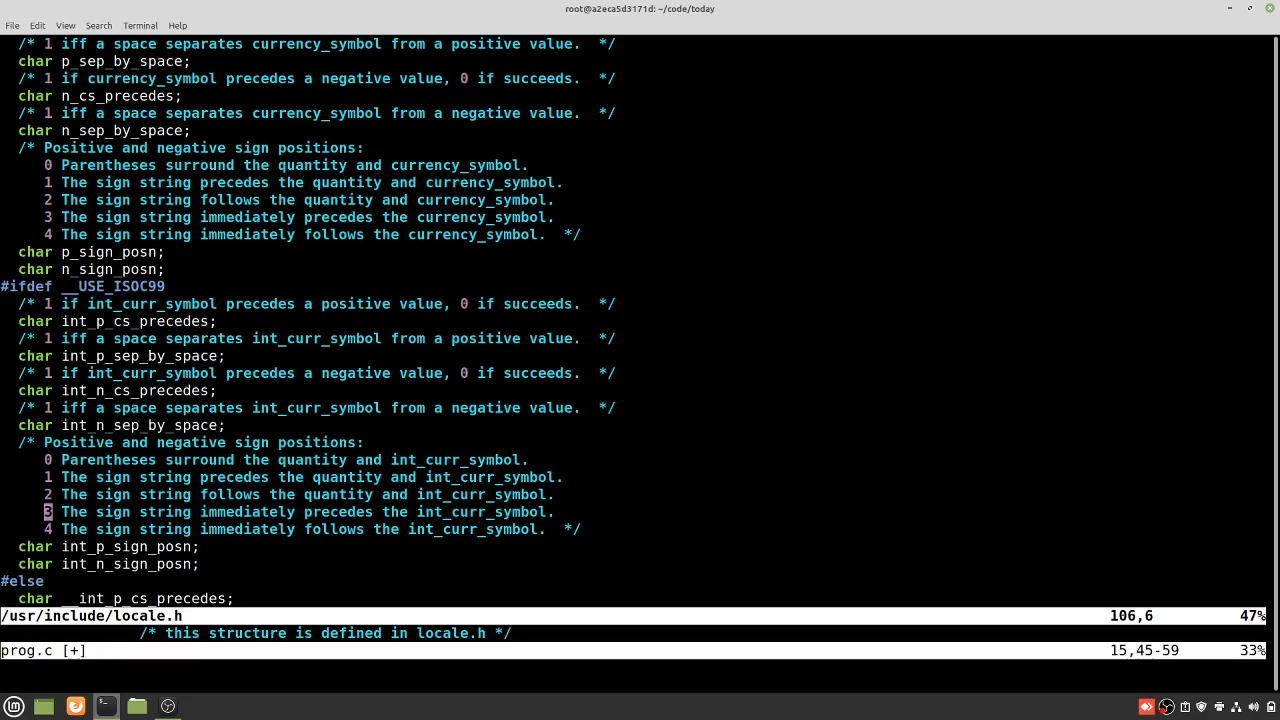 root@a2eca5d3171d: ~/code/today
File Edit View Search Terminal Help
/* 1 iff a space separates currency_symbol from a positive value.  */
char p_sep_by_space;
/* 1 if currency_symbol precedes a negative value, 0 if succeeds.  */
char n_cs_precedes;
/* 1 iff a space separates currency_symbol from a negative value.  */
char n_sep_by_space;
/* Positive and negative sign positions:
0 Parentheses surround the quantity and currency_symbol.
1 The sign string precedes the quantity and currency_symbol.
2 The sign string follows the quantity and currency_symbol.
3 The sign string immediately precedes the currency_symbol.
4 The sign string immediately follows the currency_symbol.  */
char p_sign_posn;
char n_sign_posn;
#ifdef __USE_ISOC99
/* 1 if int_curr_symbol precedes a positive value, 0 if succeeds.  */
char int_p_cs_precedes;
/* 1 iff a space separates int_curr_symbol from a positive value.  */
char int_p_sep_by_space;
/* 1 if int_curr_symbol precedes a negative value, 0 if succeeds.  */
char int_n_cs_precedes;
/* 1 iff a space separates int_curr_symbol from a negative value.  */
char int_n_sep_by_space;
/* Positive and negative sign positions:
0 Parentheses surround the quantity and int_curr_symbol.
1 The sign string precedes the quantity and int_curr_symbol.
2 The sign string follows the quantity and int_curr_symbol.
3 The sign string immediately precedes the int_curr_symbol.
4 The sign string immediately follows the int_curr_symbol.  */
char int_p_sign_posn;
char int_n_sign_posn;
#else
char __int_p_cs_precedes;
/usr/include/locale.h 106,6 47%
/* this structure is defined in locale.h */
prog.c [+] 15,45-59 33%